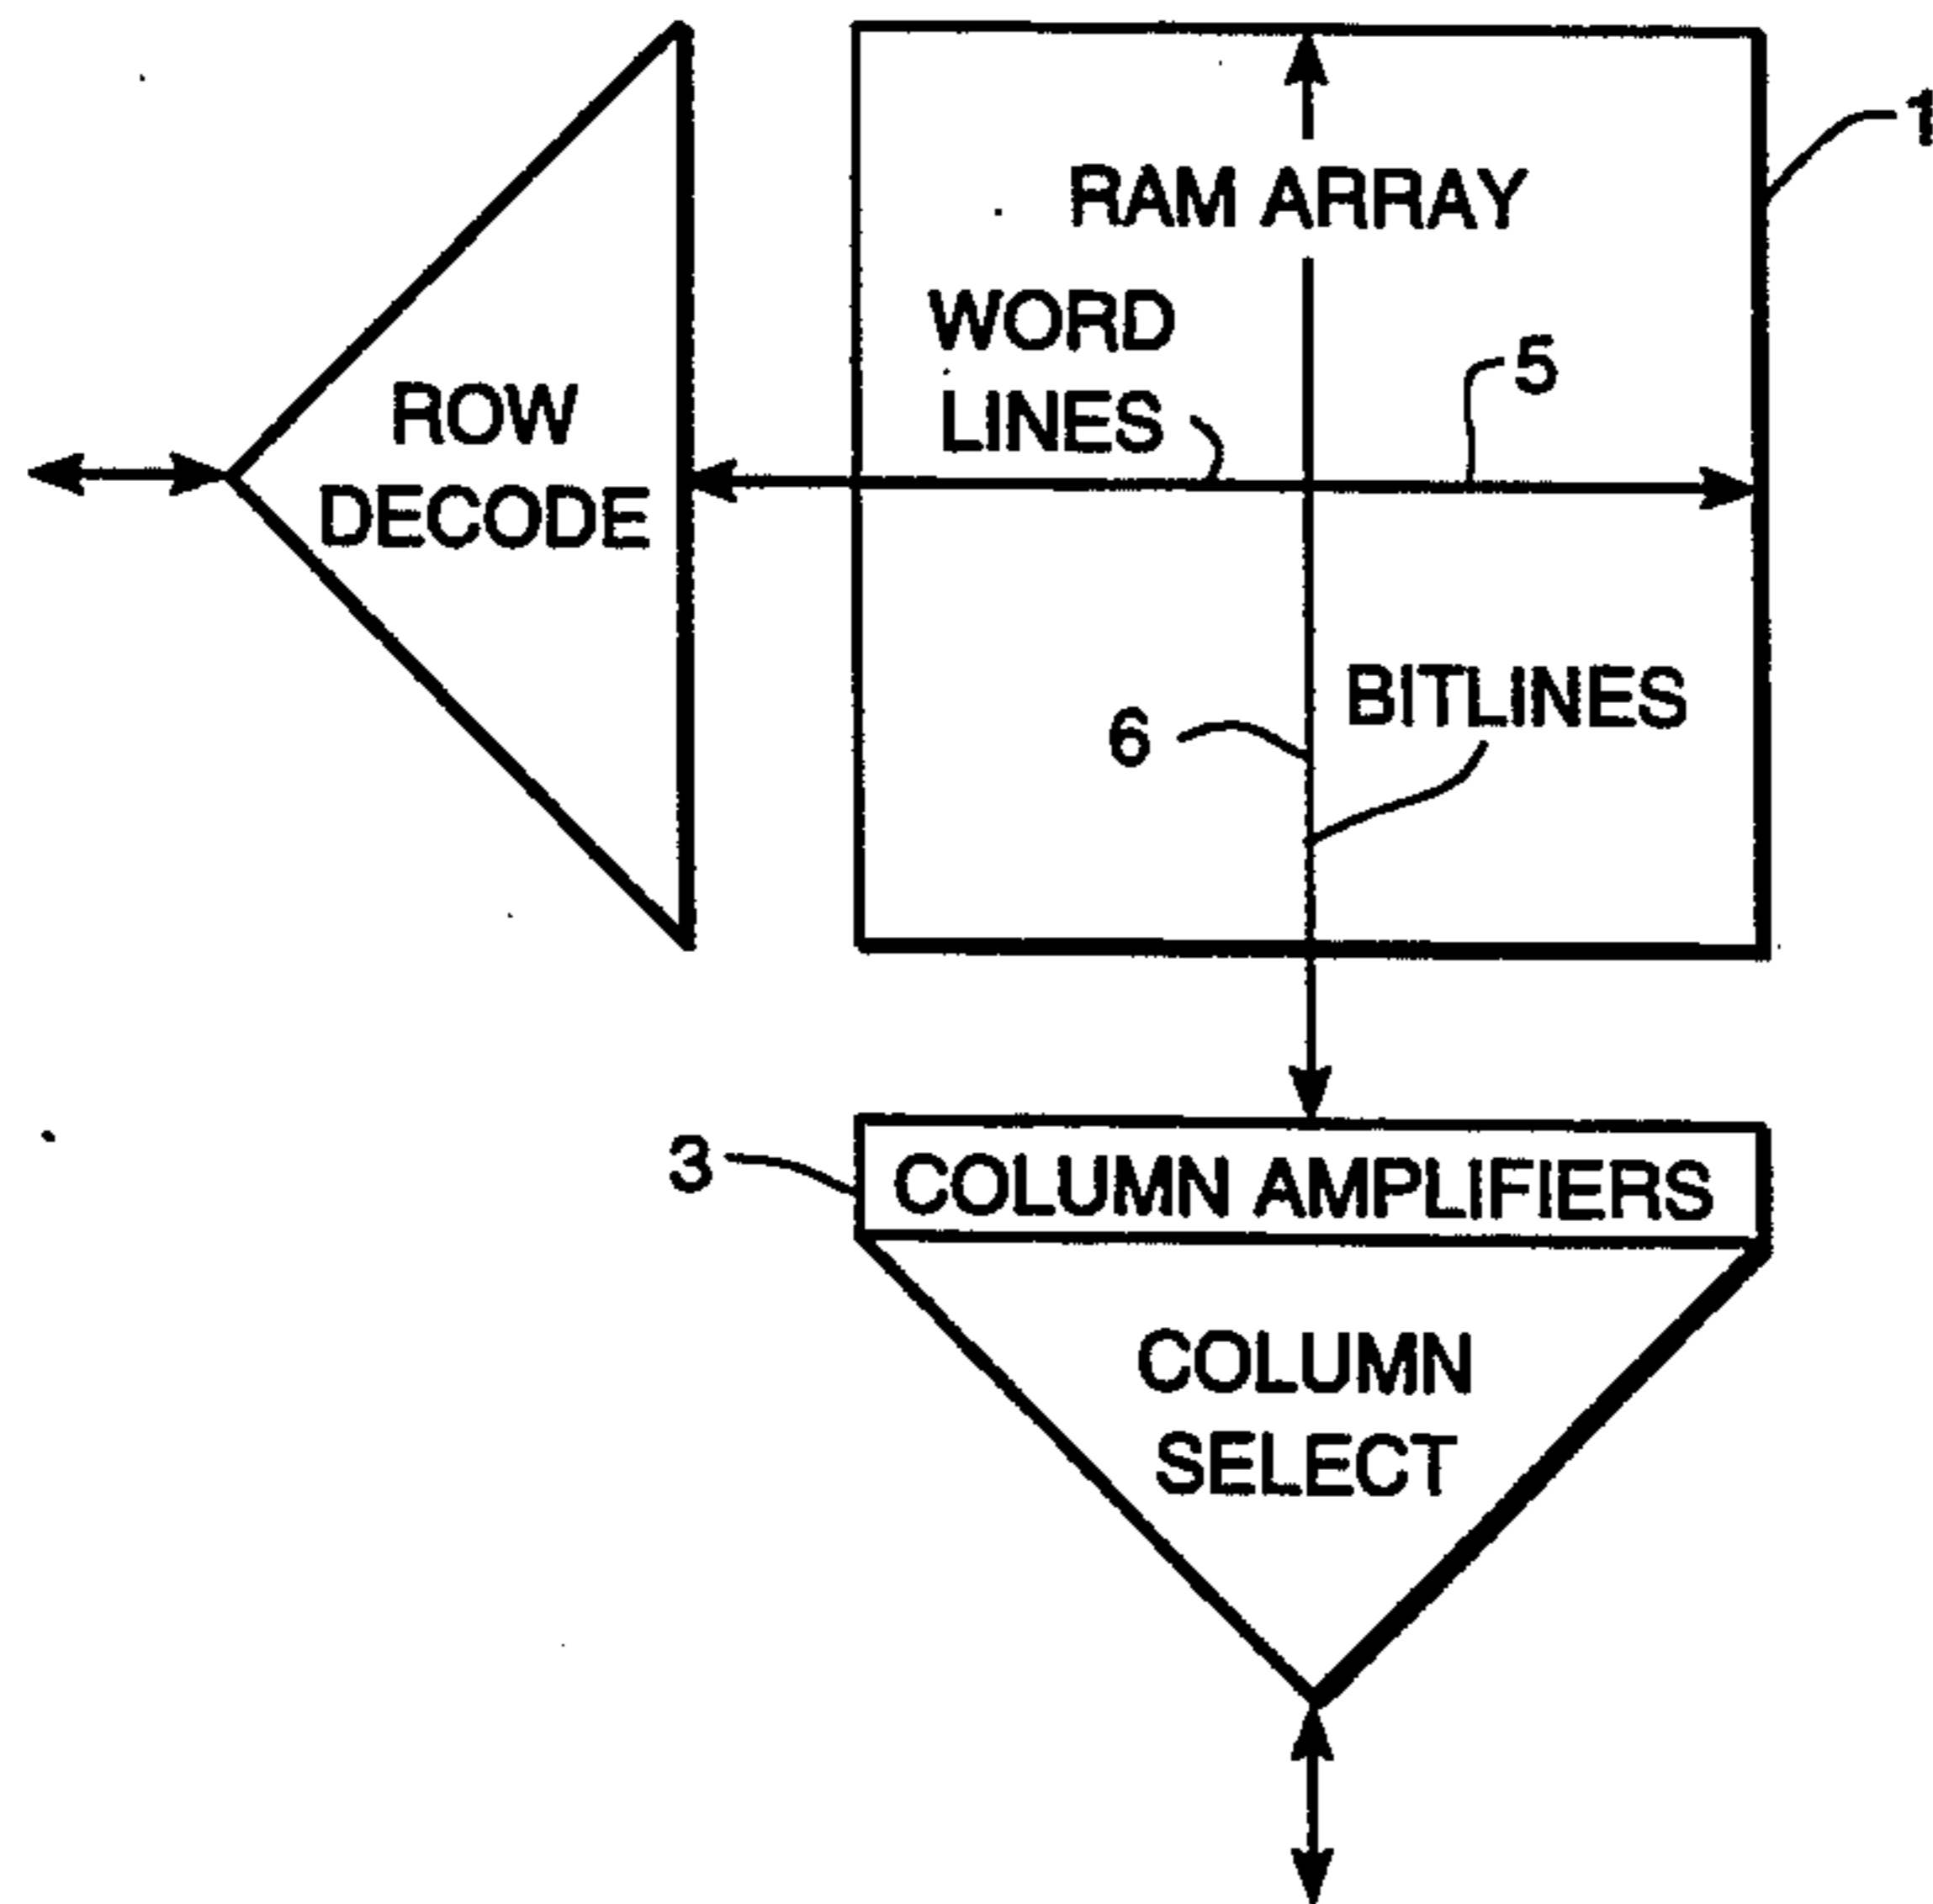 1
RAM ARRAY
WORD
LINES
5
ROW
DECODE
BITLINES
6
3
COLUMN AMPLIFIERS
COLUMN
SELECT